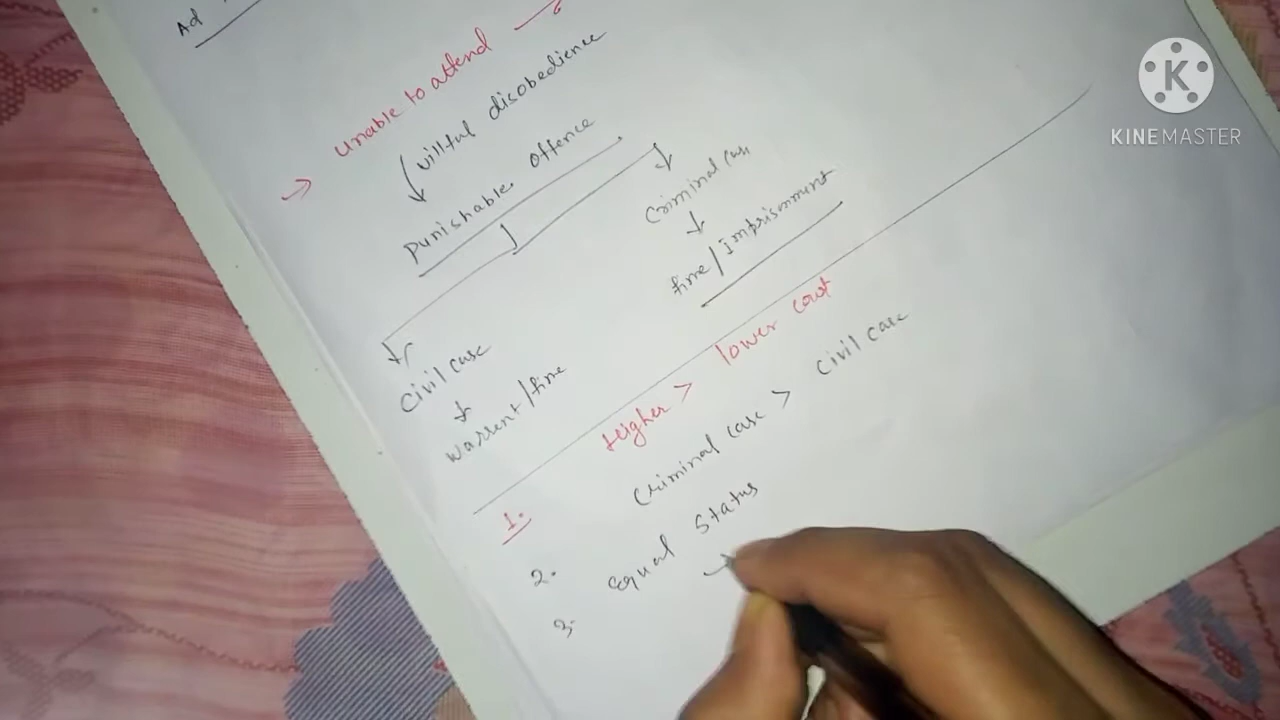 Ad
→ unable to attend →
willful disobedience
punishable offence
Criminal case
fine/imprisonment
Civil case
warrent/fine
1. Higher > lower court
2. Criminal case > Civil case
3. Equal Status
KINEMASTER